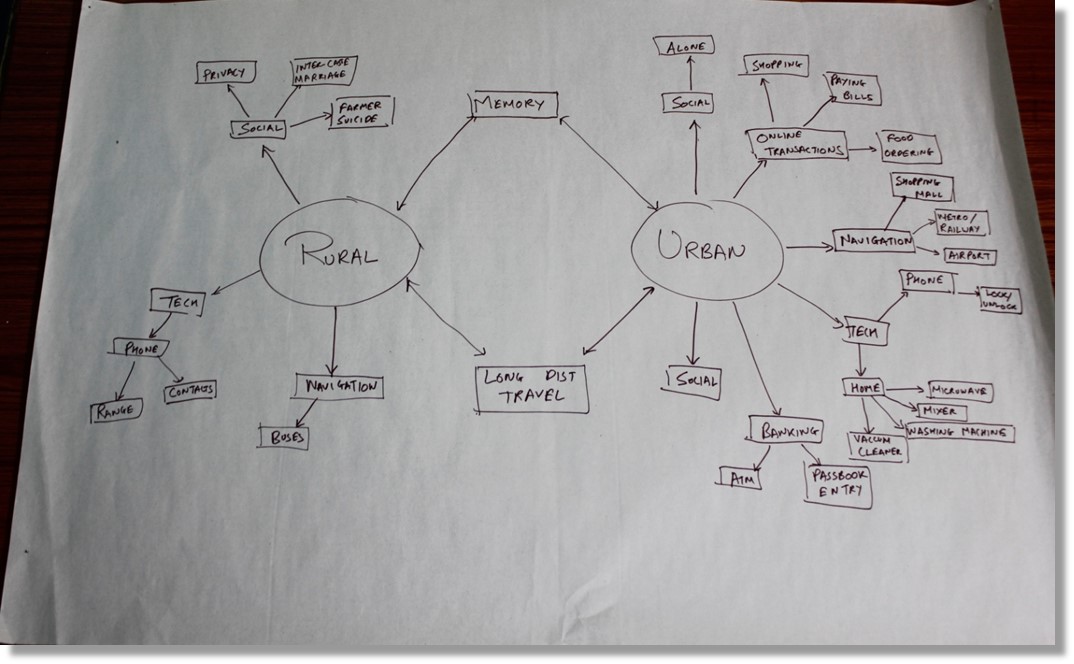 PRIVACY
INTER-CASE
MARRIAGE
FARMER
SUICIDE
SOCIAL
MEMORY
ALONE
SOCIAL
SHOPPING
PAYING
BILLS
ONLINE
TRANSACTIONS
FOOD
ORDERING
SHOPPING
MALL
METRO/
RAILWAY
NAVIGATION
AIRPORT
RURAL
URBAN
TECH
PHONE
RANGE
CONTACTS
NAVIGATION
BUSES
LONG DIST
TRAVEL
SOCIAL
PHONE
LOCK/
UNLOCK
TECH
HOME
MICROWAVE
MIXER
WASHING MACHINE
VACCUM
CLEANER
BANKING
ATM
PASSBOOK
ENTRY